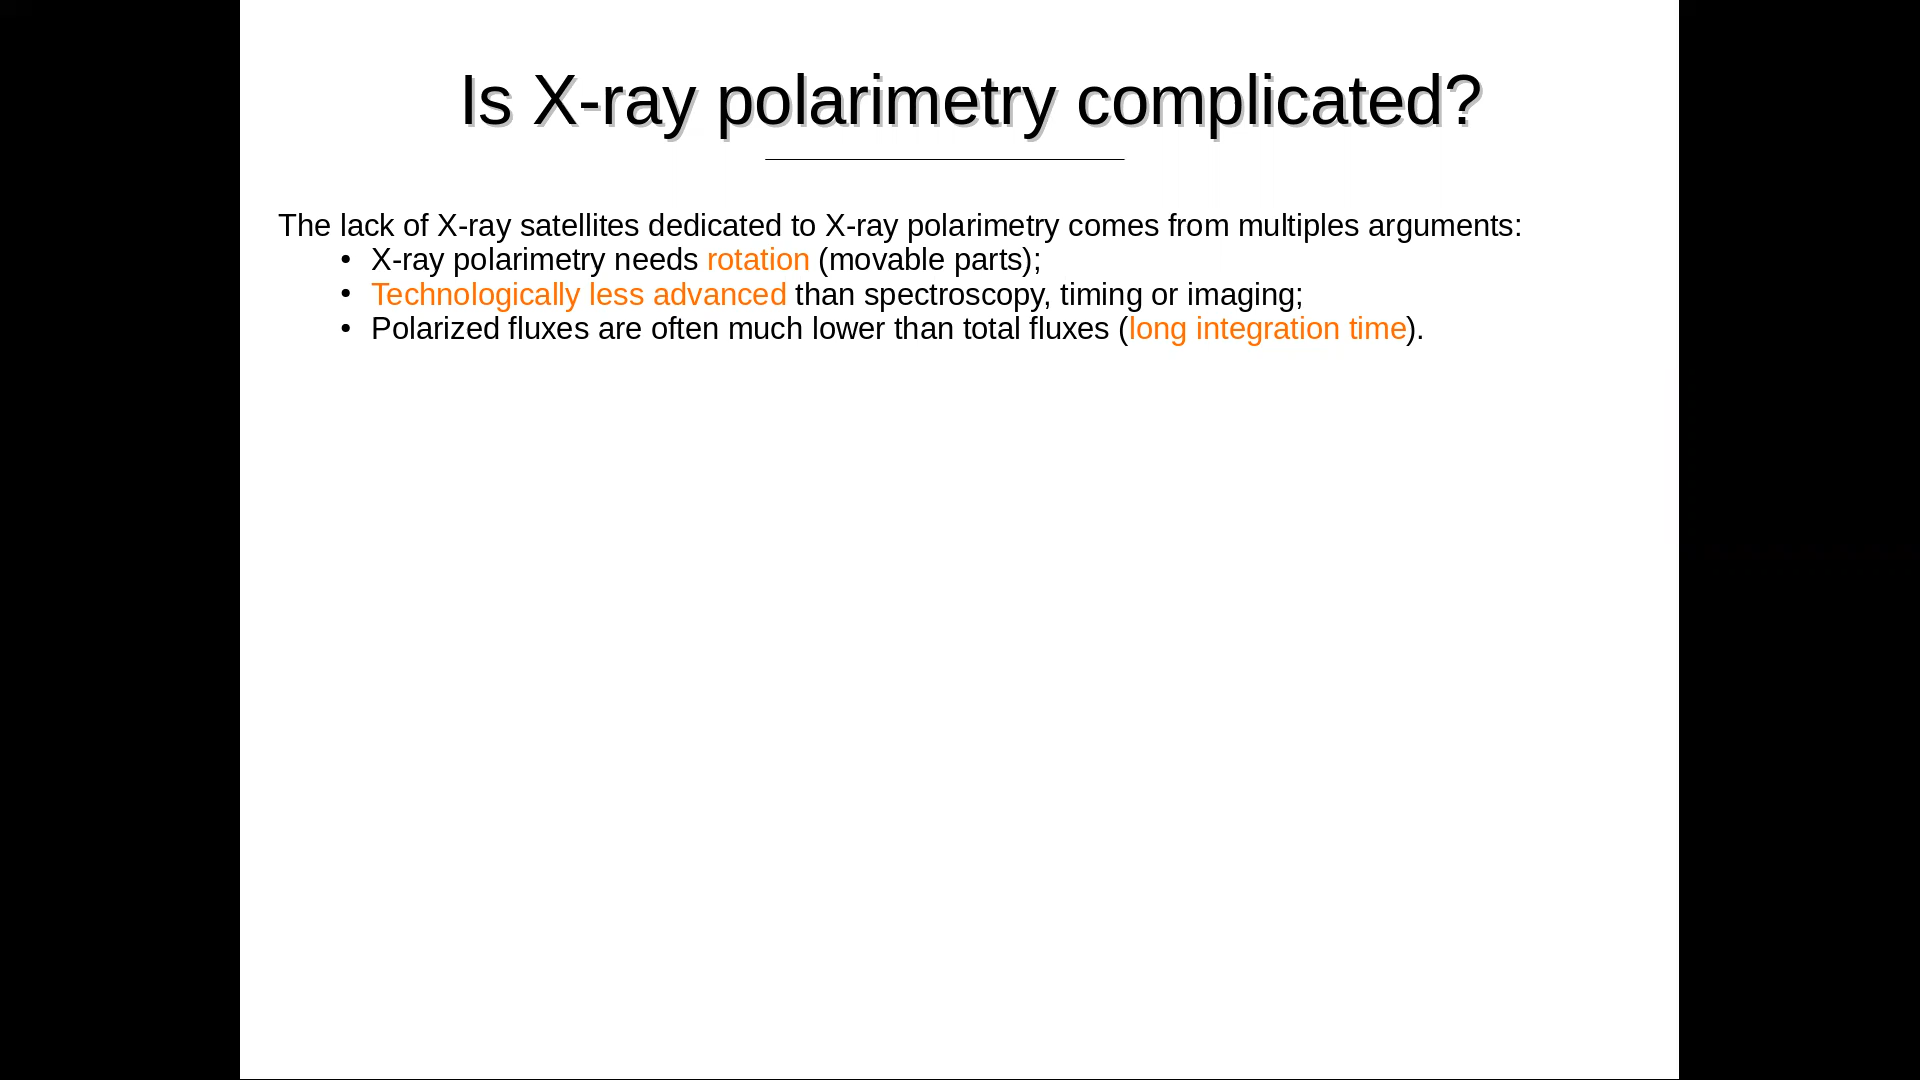 Is X-ray polarimetry complicated?
The lack of X-ray satellites dedicated to X-ray polarimetry comes from multiples arguments:
• X-ray polarimetry needs rotation (movable parts);
• Technologically less advanced than spectroscopy, timing or imaging;
• Polarized fluxes are often much lower than total fluxes (long integration time).